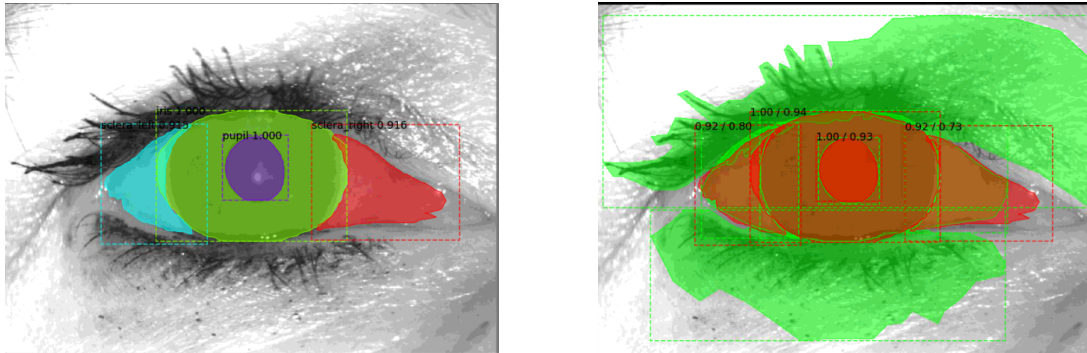 iris 1.000
sclera_left 0.915
sclera_right 0.916
pupil 1.000
1.00 / 0.94
0.92 / 0.80
0.92 / 0.73
1.00 / 0.93